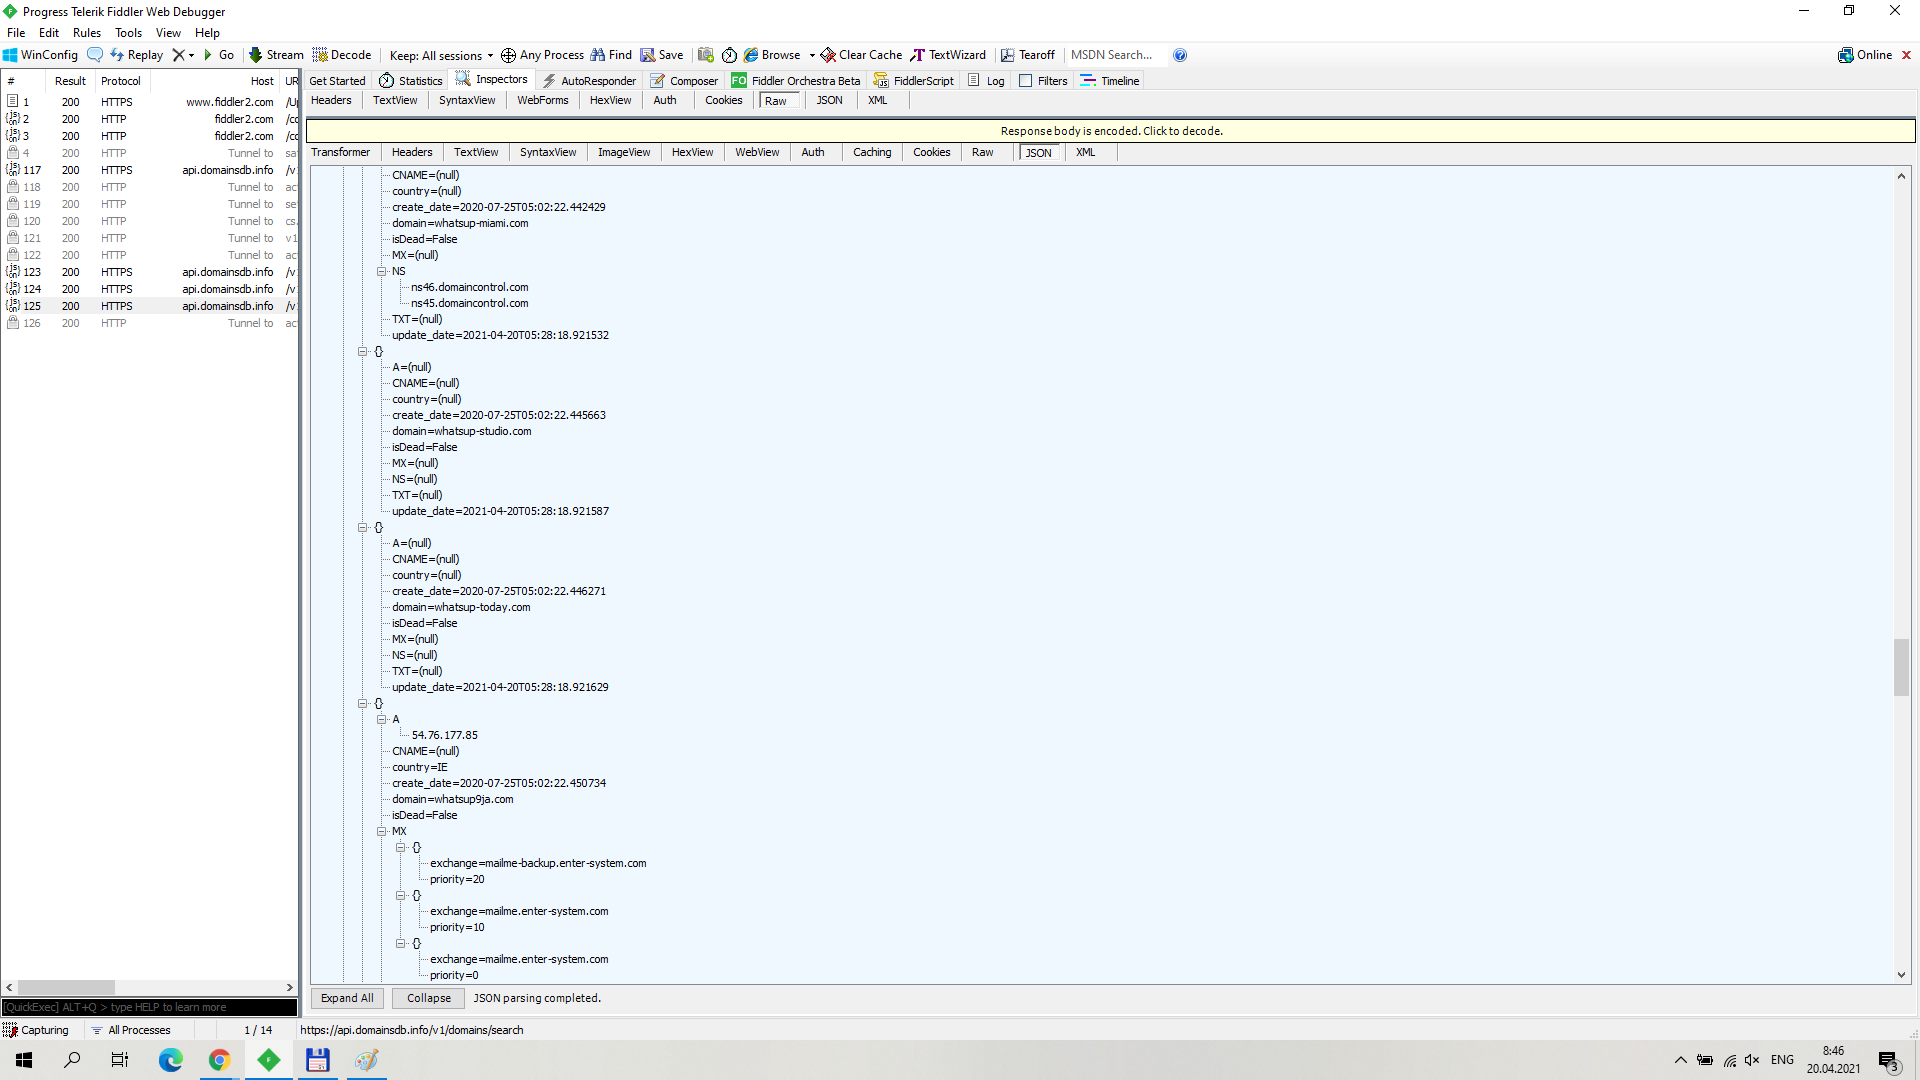 Progress Telerik Fiddler Web Debugger
File Edit Rules Tools View Help
WinConfig Replay Go Stream Decode Keep: All sessions Any Process Find Save Browse Clear Cache TextWizard Tearoff MSDN Search... Online
# Result Protocol Host UR
1 200 HTTPS www.fiddler2.com /Up
2 200 HTTP fiddler2.com /co
3 200 HTTP fiddler2.com /co
4 200 HTTP Tunnel to sa
117 200 HTTPS api.domainsdb.info /v
118 200 HTTP Tunnel to ac
119 200 HTTP Tunnel to se
120 200 HTTP Tunnel to cs.
121 200 HTTP Tunnel to v1
122 200 HTTP Tunnel to ac
123 200 HTTPS api.domainsdb.info /v
124 200 HTTPS api.domainsdb.info /v
125 200 HTTPS api.domainsdb.info /v
126 200 HTTP Tunnel to ac
[QuickExec] ALT+Q > type HELP to learn more
Get Started Statistics Inspectors AutoResponder Composer FO Fiddler Orchestra Beta FiddlerScript Log Filters Timeline
Headers TextView SyntaxView WebForms HexView Auth Cookies Raw JSON XML
Response body is encoded. Click to decode.
Transformer Headers TextView SyntaxView ImageView HexView WebView Auth Caching Cookies Raw JSON XML
CNAME=(null)
country=(null)
create_date=2020-07-25T05:02:22.442429
domain=whatsup-miami.com
isDead=False
MX=(null)
NS
ns46.domaincontrol.com
ns45.domaincontrol.com
TXT=(null)
update_date=2021-04-20T05:28:18.921532
{}
A=(null)
CNAME=(null)
country=(null)
create_date=2020-07-25T05:02:22.445663
domain=whatsup-studio.com
isDead=False
MX=(null)
NS=(null)
TXT=(null)
update_date=2021-04-20T05:28:18.921587
{}
A=(null)
CNAME=(null)
country=(null)
create_date=2020-07-25T05:02:22.446271
domain=whatsup-today.com
isDead=False
MX=(null)
NS=(null)
TXT=(null)
update_date=2021-04-20T05:28:18.921629
{}
A
54.76.177.85
CNAME=(null)
country=IE
create_date=2020-07-25T05:02:22.450734
domain=whatsup9ja.com
isDead=False
MX
{}
exchange=mailme-backup.enter-system.com
priority=20
{}
exchange=mailme.enter-system.com
priority=10
{}
exchange=mailme.enter-system.com
priority=0
Expand All Collapse JSON parsing completed.
Capturing All Processes 1 / 14 https://api.domainsdb.info/v1/domains/search
ENG 8:46
20.04.2021
3